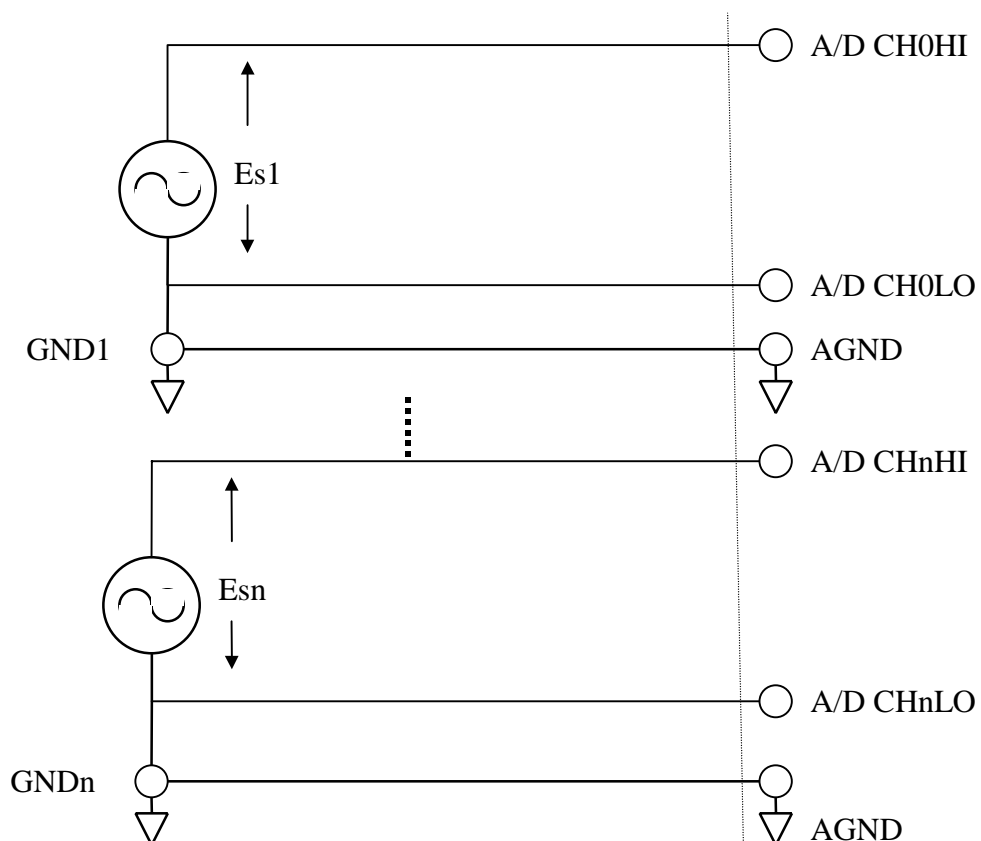 A/D CH0HI
Es1
A/D CH0LO
GND1
AGND
A/D CHnHI
Esn
A/D CHnLO
GNDn
AGND